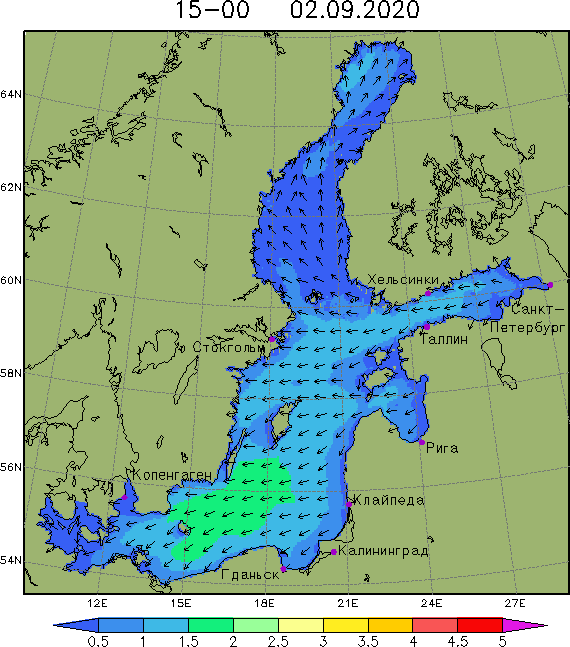 15-00 02.09.2020
64N
62N
60N
58N
56N
54N
Хельсинки
Санкт-
Петербург
Таллин
Стокгольм
Рига
Копенгаген
Клайпеда
Калининград
Гданьск
12E 15E 18E 21E 24E 27E
0.5 1 1.5 2 2.5 3 3.5 4 4.5 5